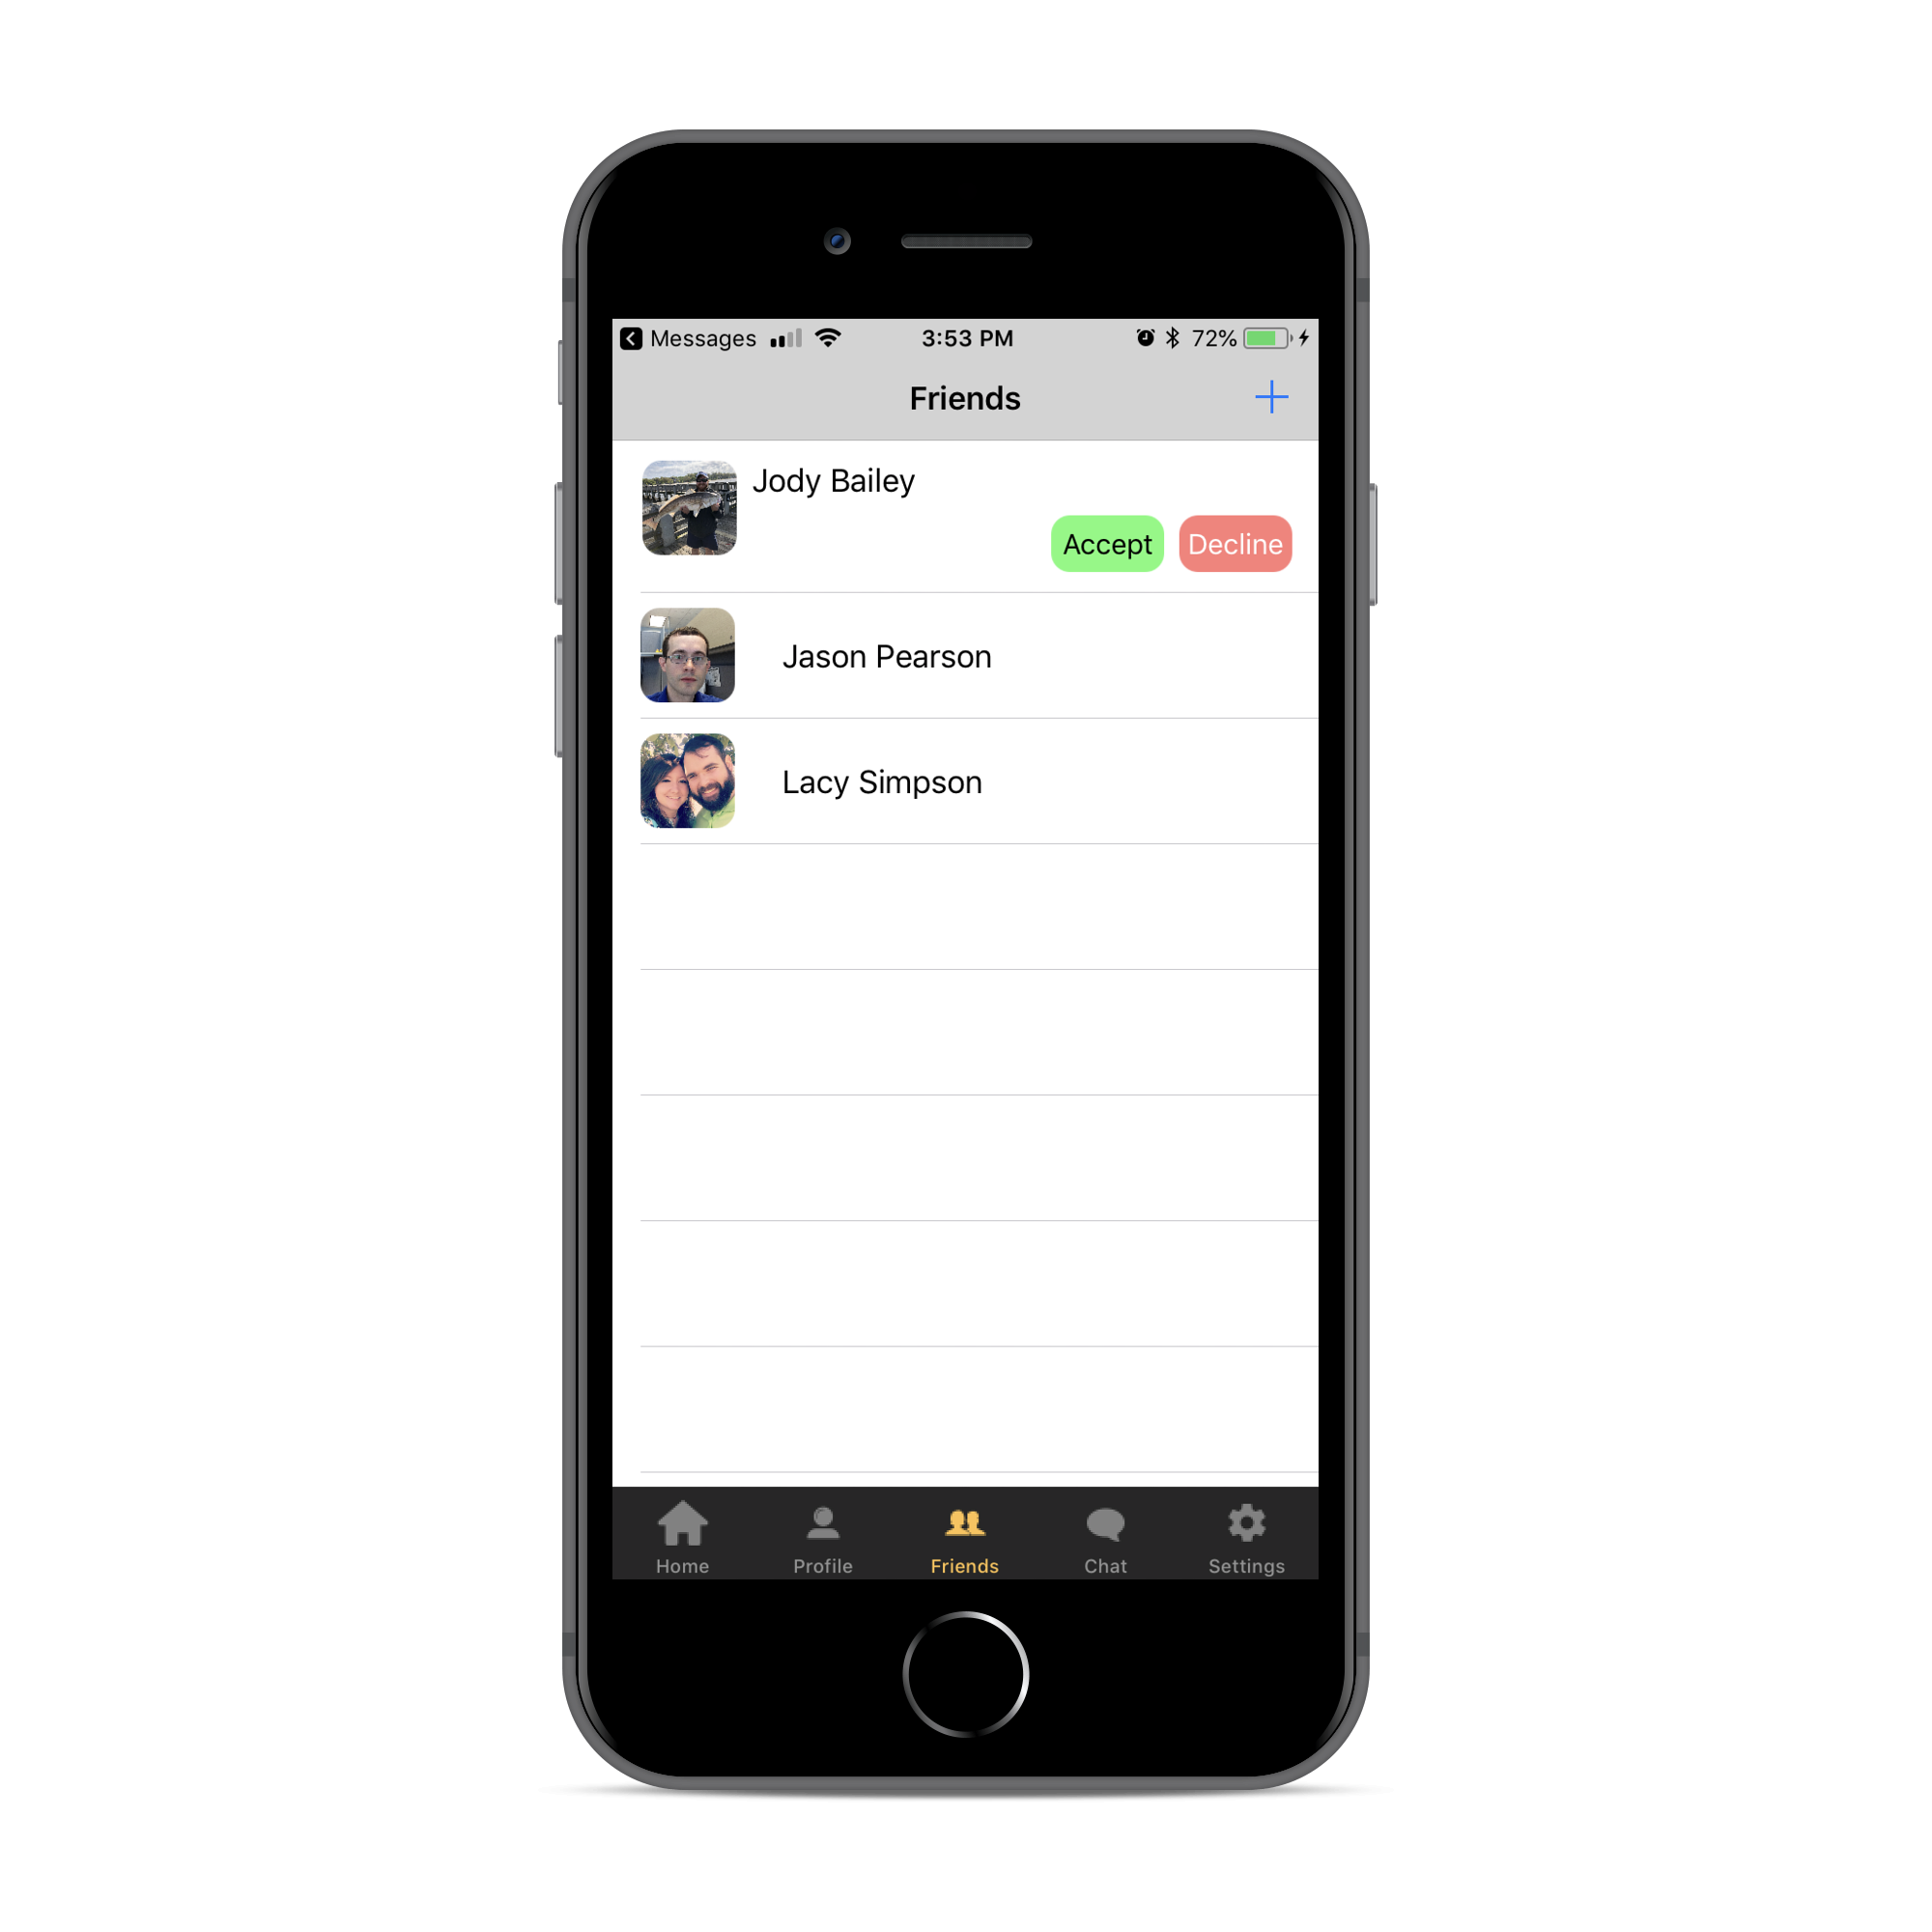 Messages 3:53 PM 72%
Friends
Jody Bailey
Accept Decline
Jason Pearson
Lacy Simpson
Home Profile Friends Chat Settings